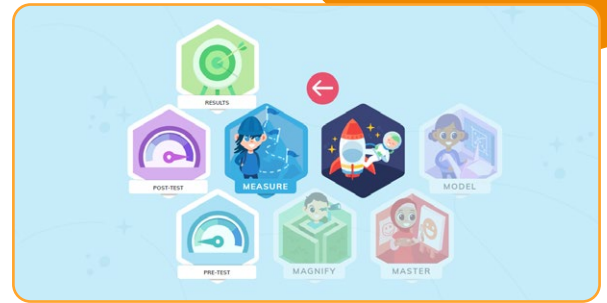 RESULTS
POST-TEST
MEASURE
MODEL
PRE-TEST
MAGNIFY
MASTER